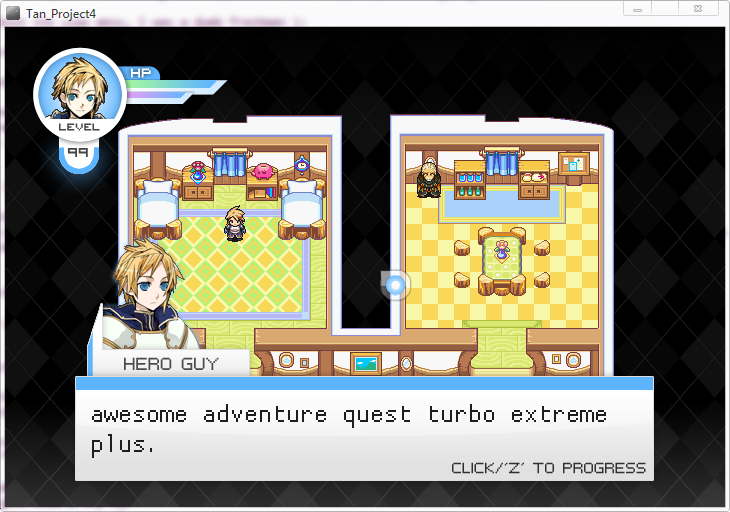 Tan_Project4
HP
LEVEL
99
HERO GUY
awesome adventure quest turbo extreme
plus.
CLICK/'Z' TO PROGRESS